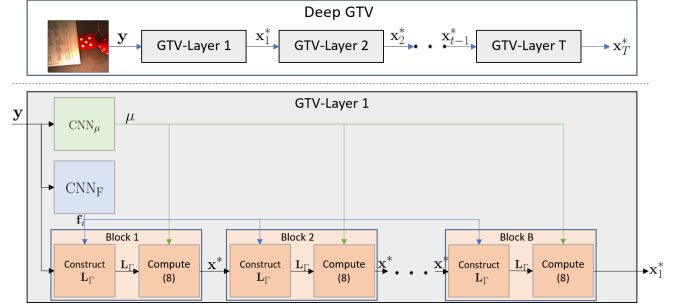 Deep GTV
y
GTV-Layer 1
x*1
GTV-Layer 2
x*2
x*t−1
GTV-Layer T
x*T
GTV-Layer 1
y
CNNμ
μ
CNNF
fi
Block 1
Block 2
Block B
Construct
LΓ
LΓ
Compute
(8)
x*
Construct
LΓ
LΓ
Compute
(8)
x*
x*
Construct
LΓ
LΓ
Compute
(8)
x*1